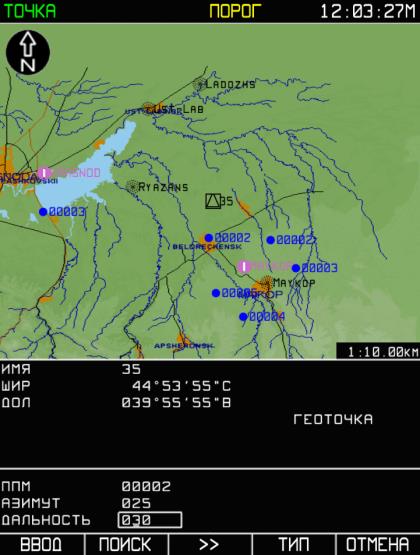 ТОЧКА ПОРОГ 12:03:27М
N
LADOZHS
UST-LAB
RYAZANS
35
00003
00002
BELORECHENSK
00002
00003
MAYKOP
00004
APSHERONSK
1:10.00км
ИМЯ 35
ШИР 44°53'55"С
ДОЛ 039°55'55"В
ГЕОТОЧКА
ППМ 00002
АЗИМУТ 025
ДАЛЬНОСТЬ 030
ВВОД ПОИСК >> ТИП ОТМЕНА